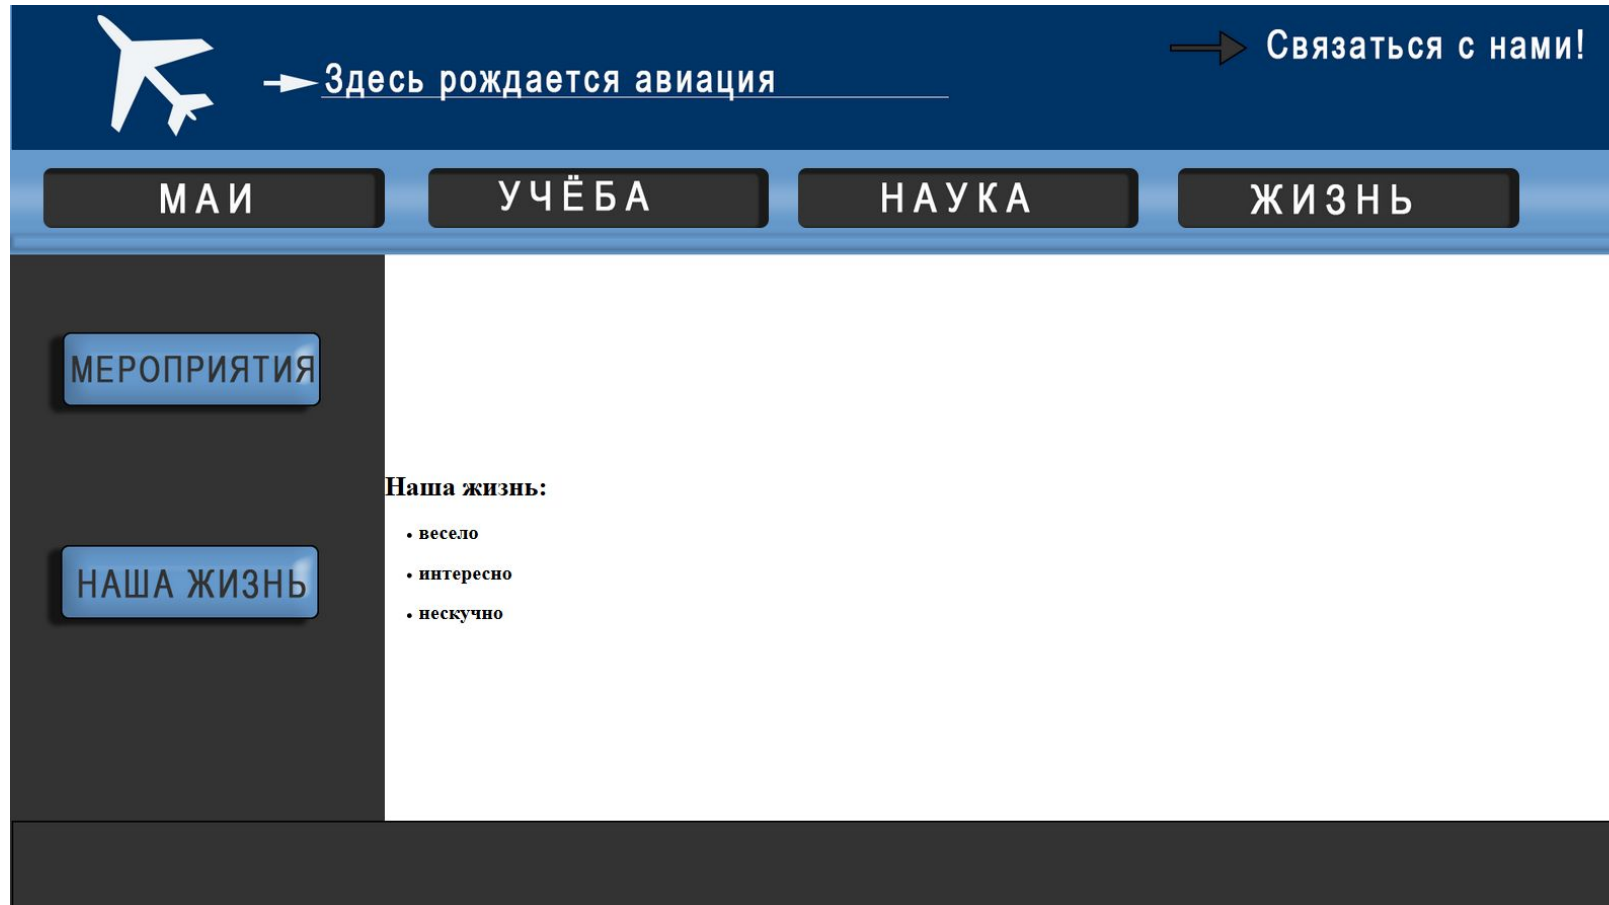 Связаться с нами!
Здесь рождается авиация
МАИ УЧЁБА НАУКА ЖИЗНЬ
МЕРОПРИЯТИЯ
НАША ЖИЗНЬ
Наша жизнь:
• весело
• интересно
• нескучно